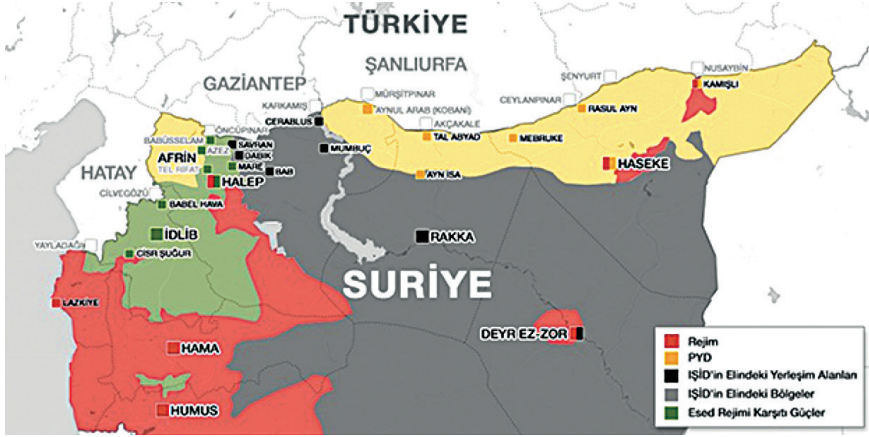 TÜRKİYE
NUSAYBİN
ŞANLIURFA
ŞENYURT
KAMIŞLI
GAZİANTEP
MÜRŞİTPINAR
CEYLANPINAR
KARKAMIŞ
AYNUL ARAB (KOBANİ)
RASUL AYN
CERABLUS
AKÇAKALE
ÖNCÜPINAR
TAL ABYAD
MEBRUKE
BABÜSSELAM
SAVRAN
AZEZ
MUMBUÇ
DABIK
AFRİN
HASEKE
MARE
TEL RIFAT
BAB
AYN ISA
HATAY
HALEP
CİLVEGÖZÜ
BABEL HAVA
İDLİB
RAKKA
YAYLADAĞI
CİSR ŞUĞUR
SURİYE
LAZKİYE
DEYR EZ-ZOR
HAMA
HUMUS
Rejim
PYD
IŞİD'in Elindeki Yerleşim Alanları
IŞİD'in Elindeki Bölgeler
Esed Rejimi Karşıtı Güçler